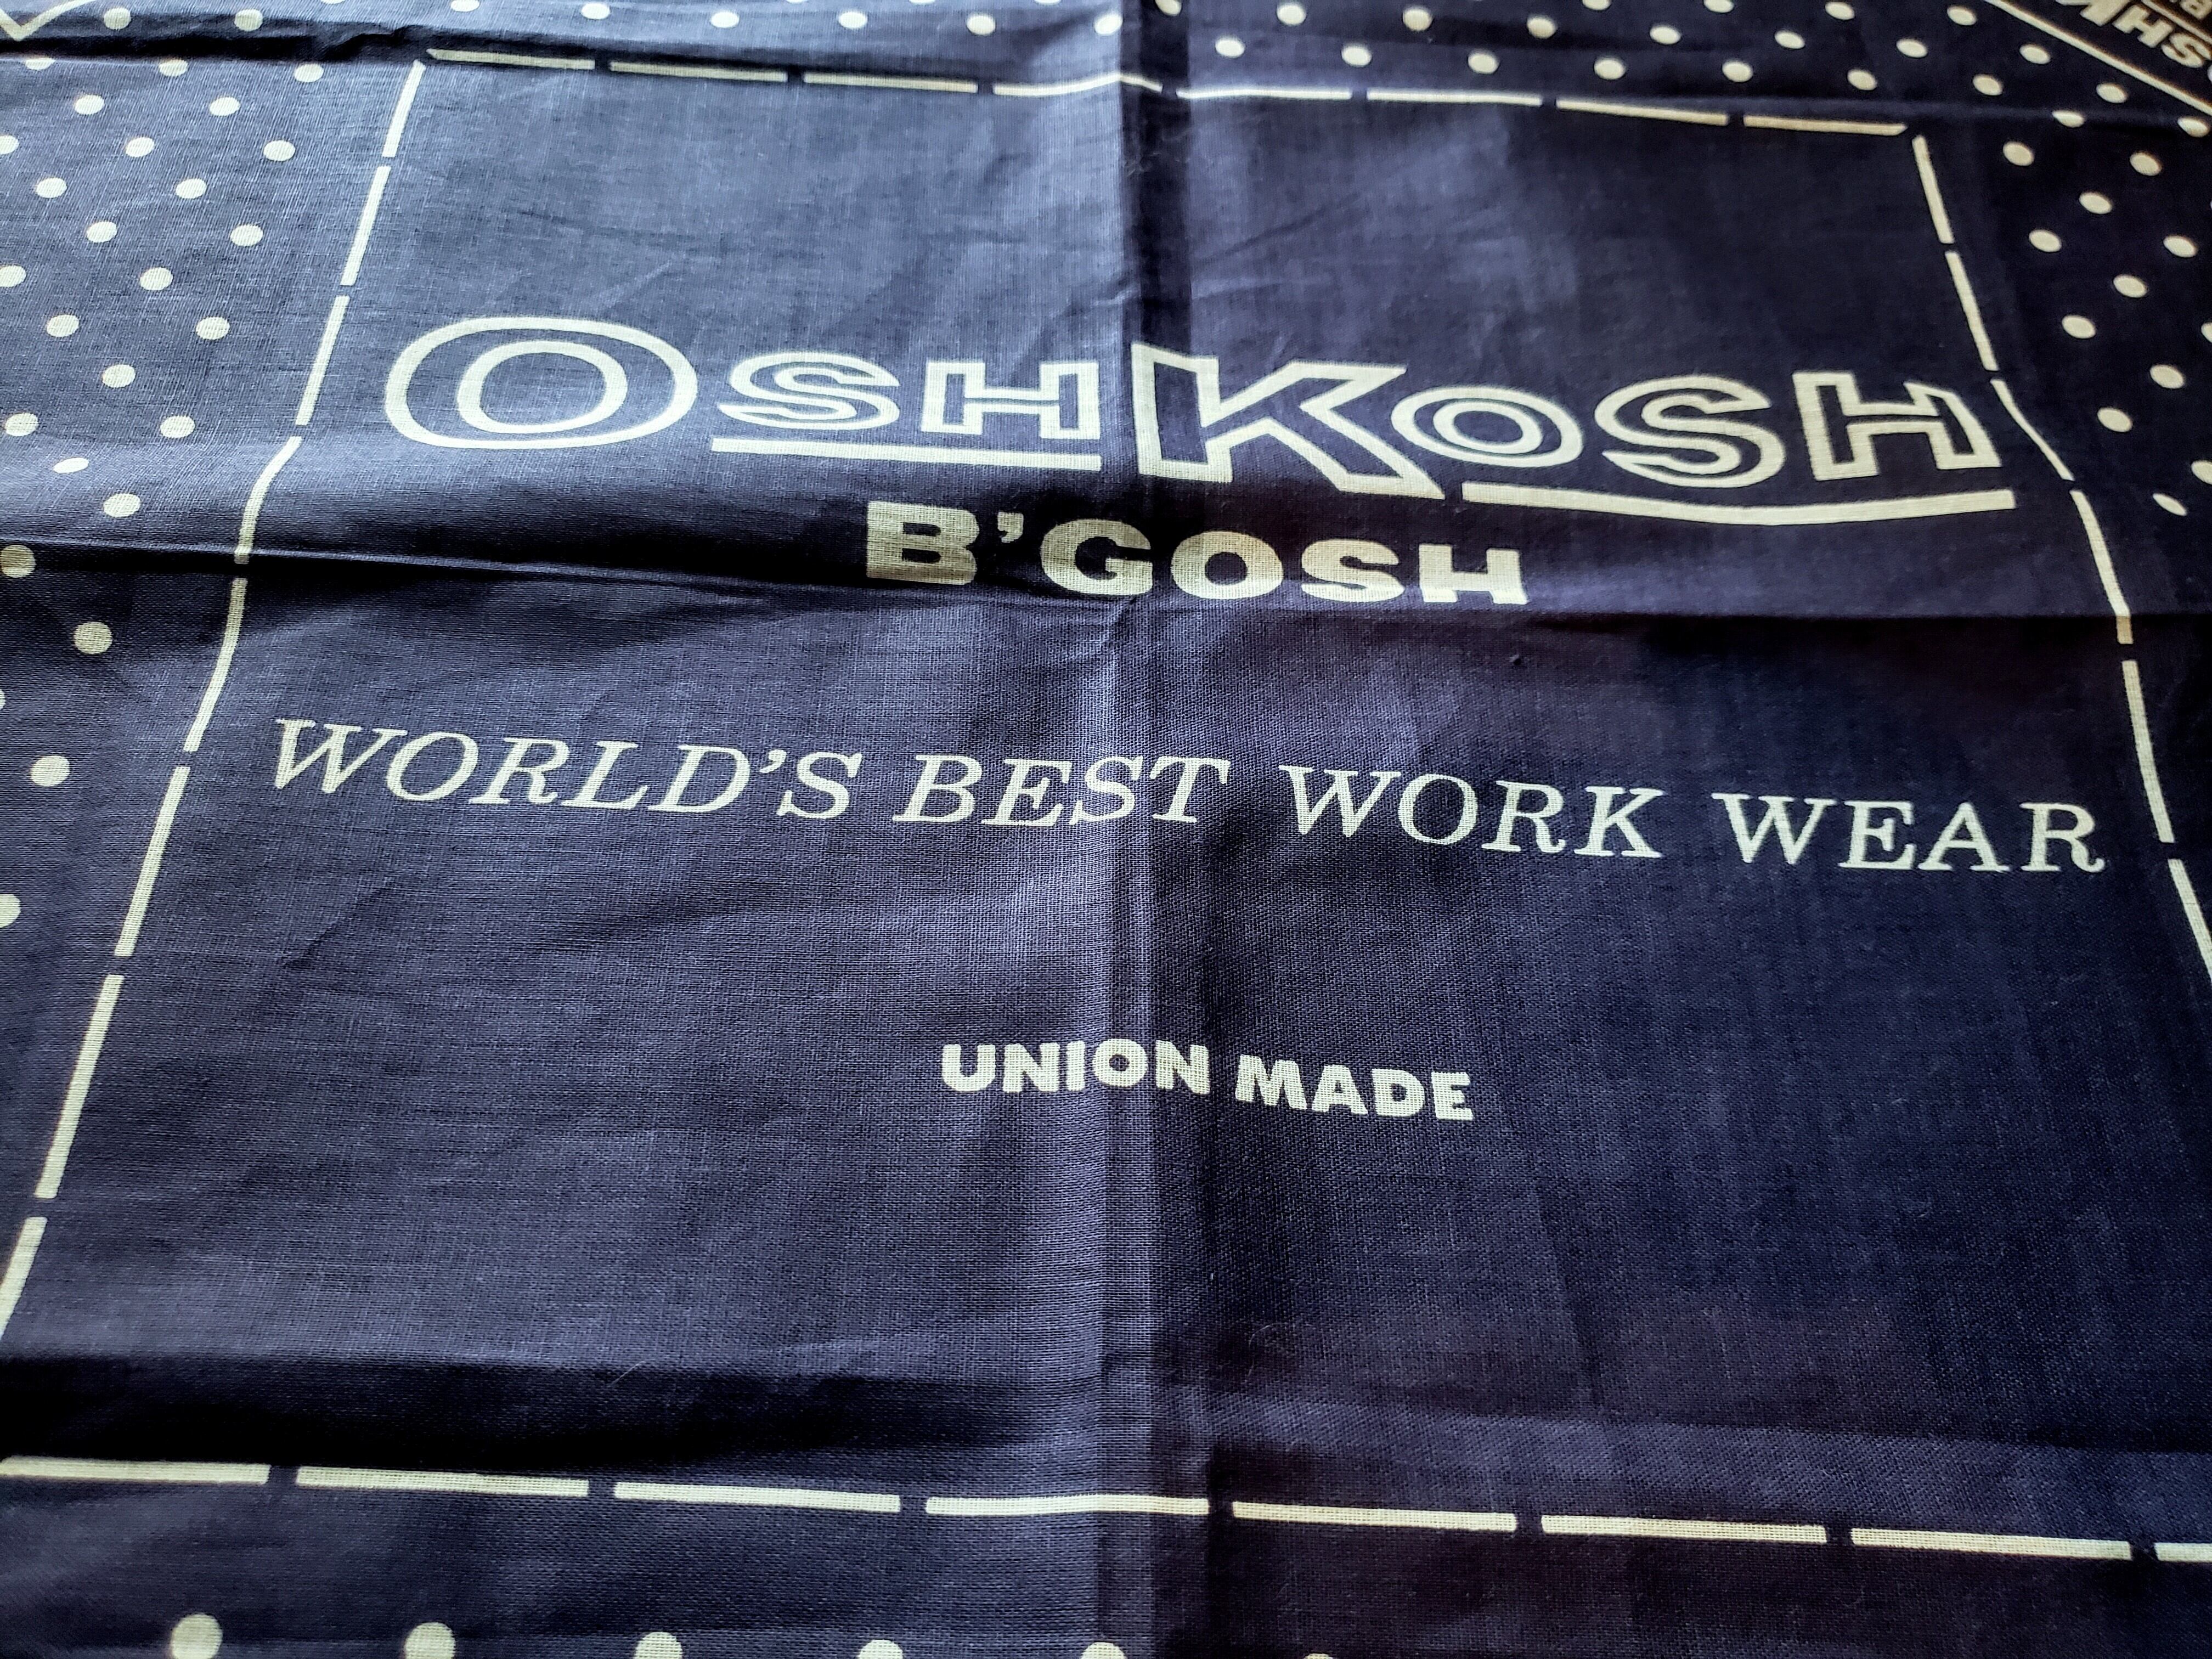 OSHKOSH
B'GOSH
WORLD'S BEST WORK WEAR
UNION MADE